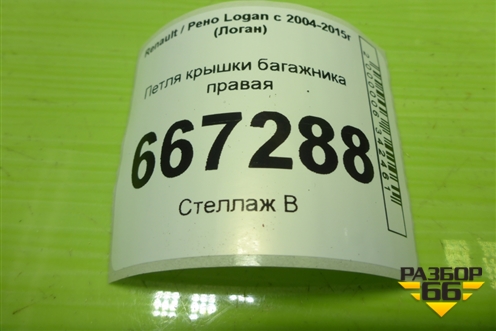 Renault / Рено Logan с 2004-2015г
(Логан)
Петля крышки багажника
правая
667288
Стеллаж В
РАЗБОР
66